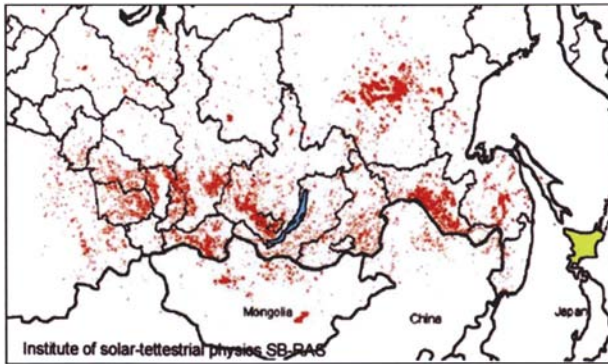 Mongolia
China
Japan
Institute of solar-tettestrial physics SB-RAS